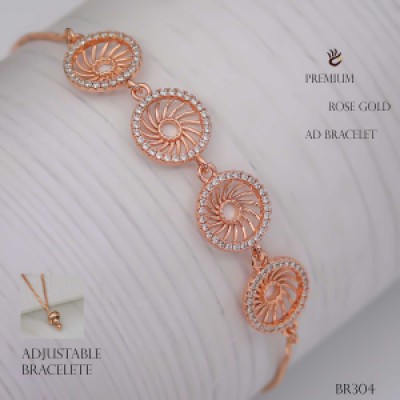 PREMIUM
ROSE GOLD
AD BRACELET
ADJUSTABLE
BRACELETE
BR304